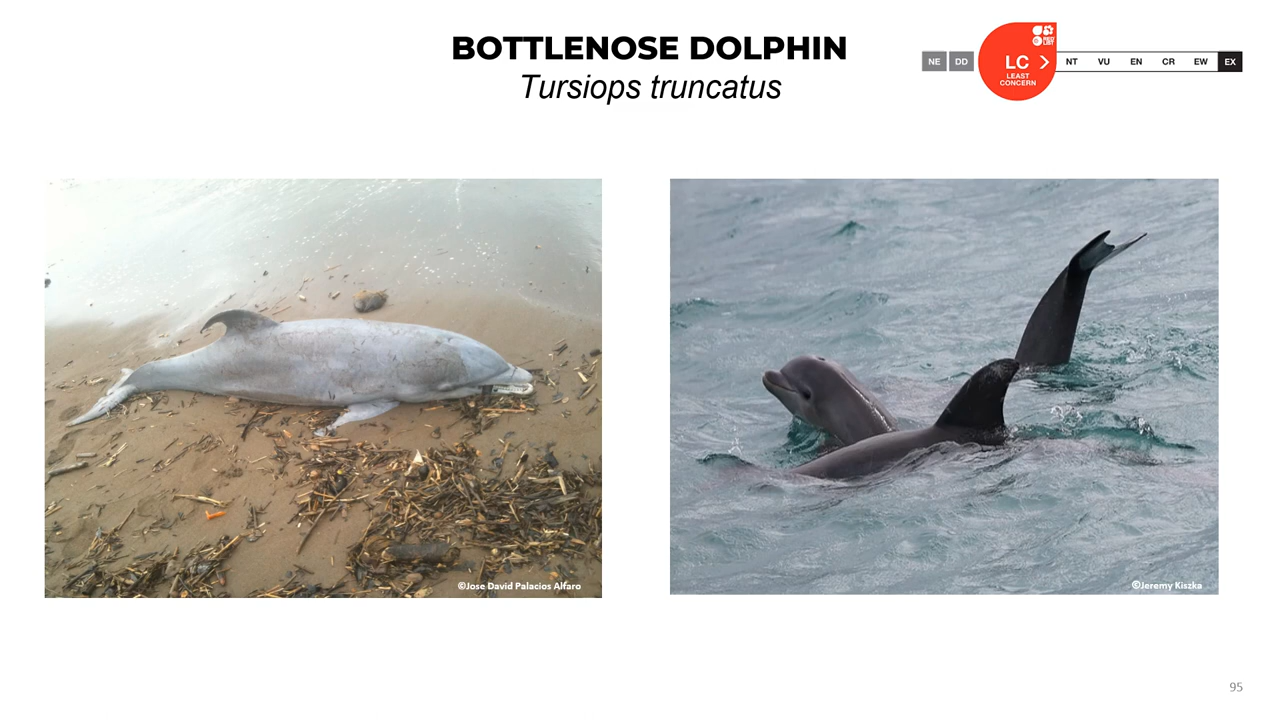 BOTTLENOSE DOLPHIN
Tursiops truncatus
NE DD LC NT VU EN CR EW EX
LEAST
CONCERN
©Jose David Palacios Alfaro
©Jeremy Kiszka
95